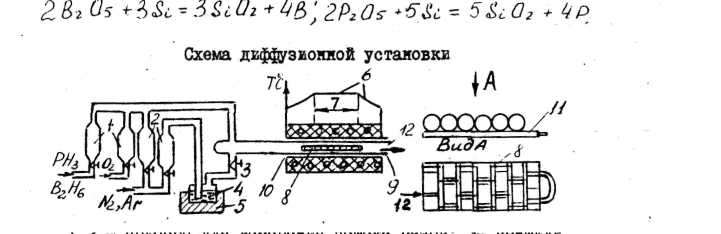 2B₂O₅ + 3Si = 3SiO₂ + 4B; 2P₂O₅ + 5Si = 5SiO₂ + 4P
Схема диффузионной установки
T°C 6 A
7
1 2 11
12
Вид А
PH₃ O₂ 3 8
B₂H₆ 4 10 8 9 12
N₂, Ar 5